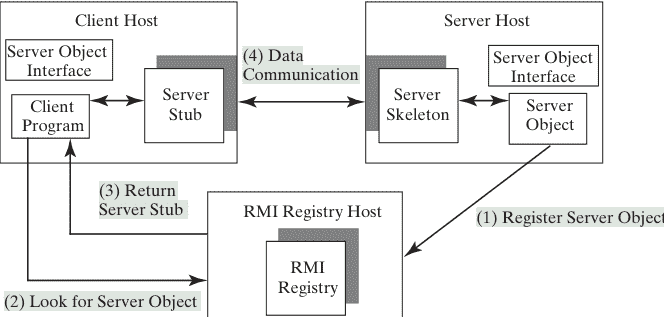 Client Host
Server Host
Server Object
Interface
(4) Data
Communication
Server Object
Interface
Client
Program
Server
Stub
Server
Skeleton
Server
Object
(3) Return
Server Stub
RMI Registry Host
(1) Register Server Object
RMI
Registry
(2) Look for Server Object